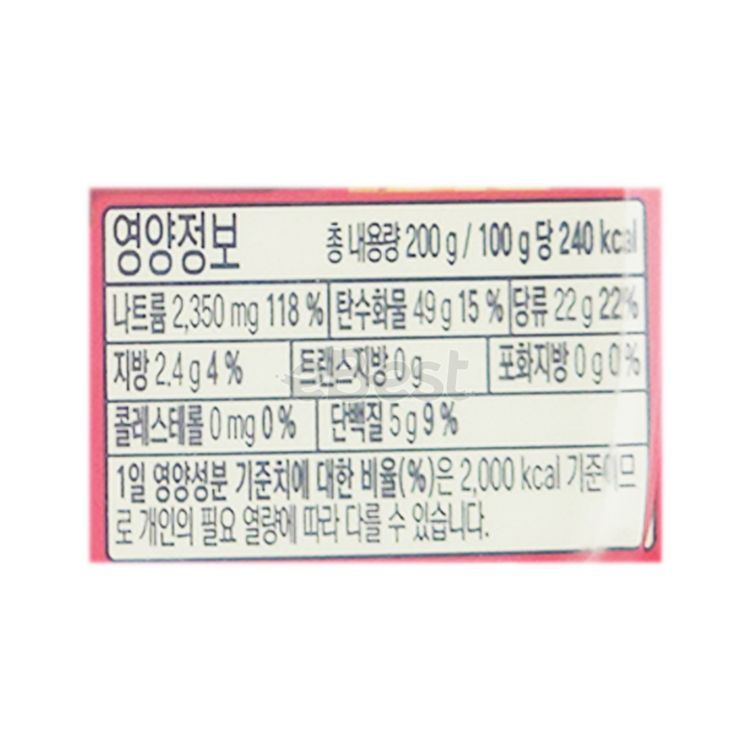 영양정보 총 내용량 200 g / 100 g 당 240 kcal
나트륨 2,350 mg 118 % 탄수화물 49 g 15 % 당류 22 g 22%
지방 2.4 g 4 % 트랜스지방 0 g 포화지방 0 g 0 %
콜레스테롤 0 mg 0 % 단백질 5 g 9 %
1일 영양성분 기준치에 대한 비율(%)은 2,000 kcal 기준이므
로 개인의 필요 열량에 따라 다를 수 있습니다.
eBest